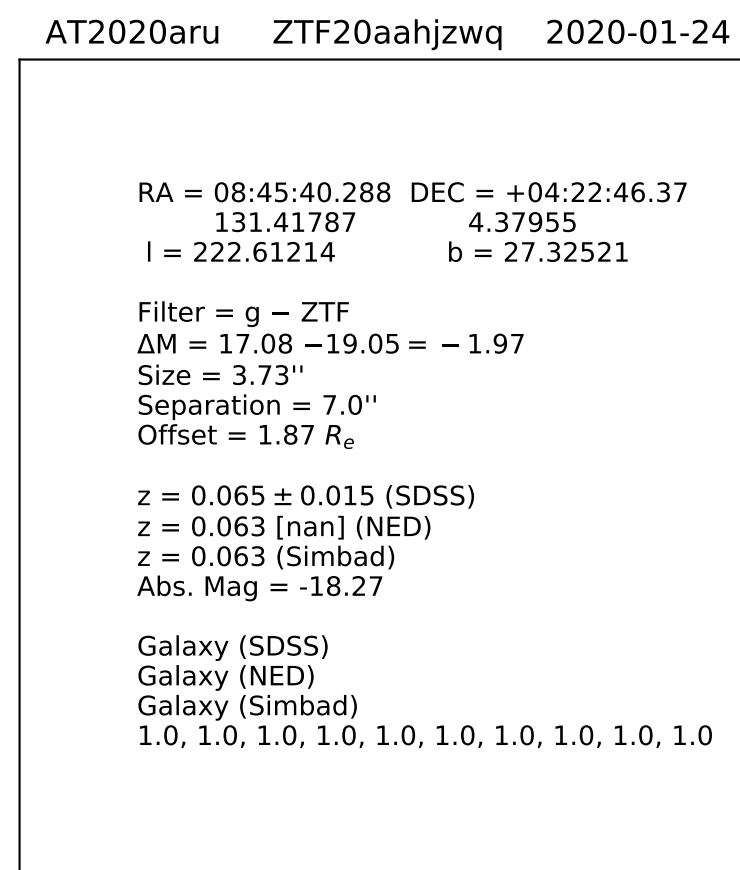 AT2020aru ZTF20aahjzwq 2020-01-24
RA = 08:45:40.288 DEC = +04:22:46.37
131.41787 4.37955
l = 222.61214 b = 27.32521
Filter = g − ZTF
ΔM = 17.08 −19.05 = − 1.97
Size = 3.73''
Separation = 7.0''
Offset = 1.87 Rₑ
z = 0.065 ± 0.015 (SDSS)
z = 0.063 [nan] (NED)
z = 0.063 (Simbad)
Abs. Mag = -18.27
Galaxy (SDSS)
Galaxy (NED)
Galaxy (Simbad)
1.0, 1.0, 1.0, 1.0, 1.0, 1.0, 1.0, 1.0, 1.0, 1.0